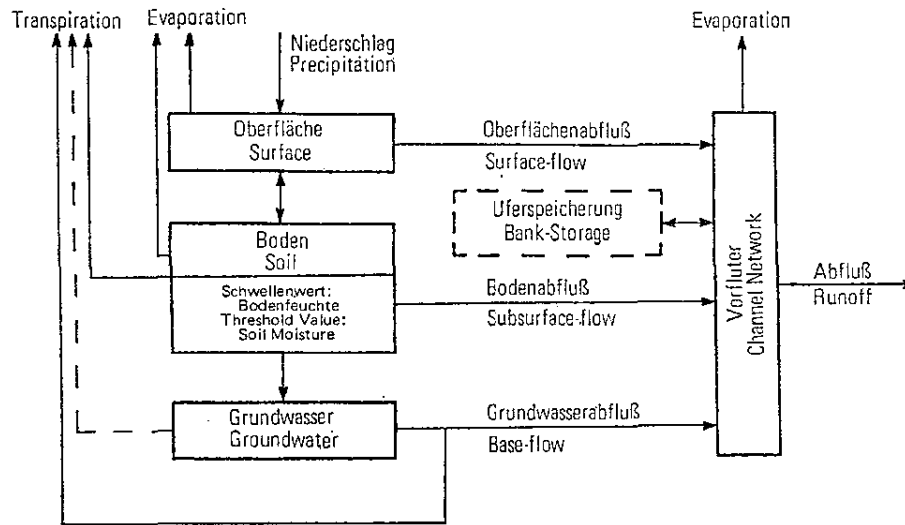 Transpiration
Evaporation
Niederschlag
Precipitation
Evaporation
Oberfläche
Surface
Oberflächenabfluß
Surface-flow
Uferspeicherung
Bank-Storage
Boden
Soil
Schwellenwert:
Bodenfeuchte
Threshold Value:
Soil Moisture
Bodenabfluß
Subsurface-flow
Vorfluter
Channel Network
Abfluß
Runoff
Grundwasser
Groundwater
Grundwasserabfluß
Base-flow